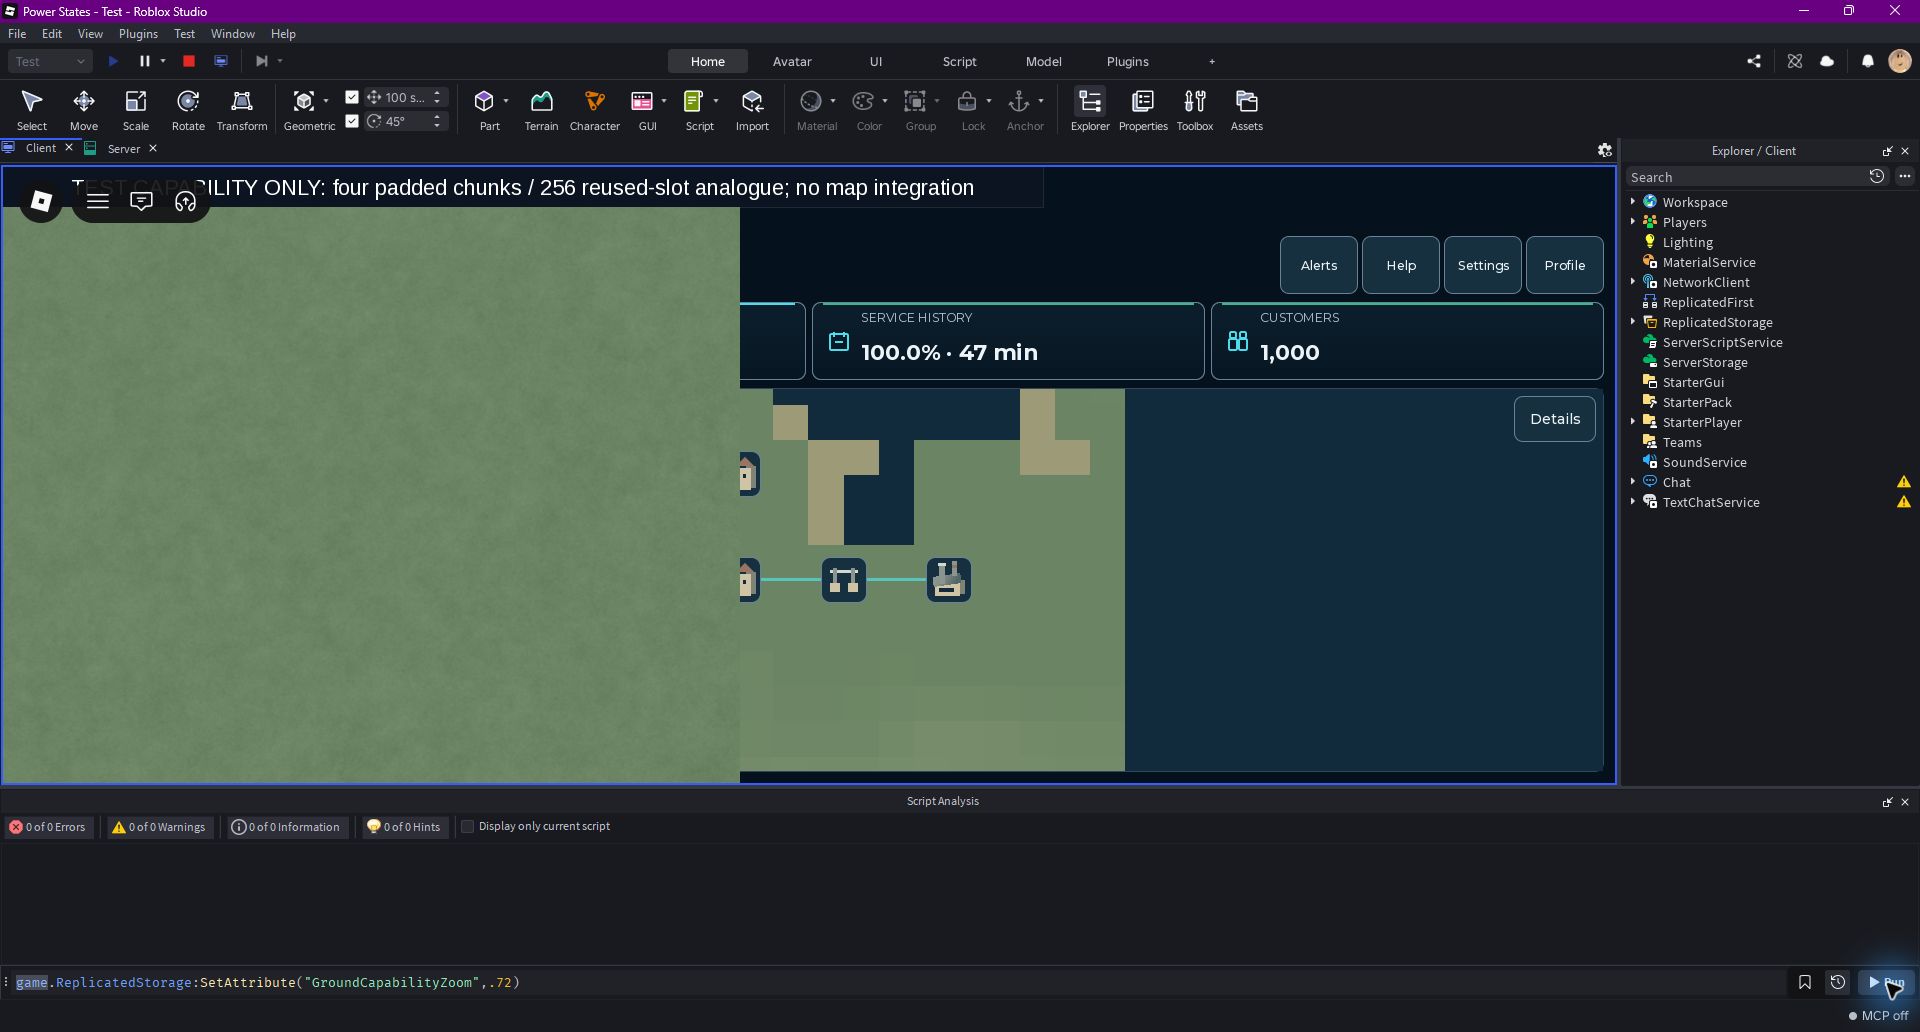 Power States - Test - Roblox Studio
File Edit View Plugins Test Window Help
Test
Home Avatar UI Script Model Plugins +
Select Move Scale Rotate Transform Geometric 100 s... 45° Part Terrain Character GUI Script Import Material Color Group Lock Anchor Explorer Properties Toolbox Assets
Client Server
Explorer / Client
TEST CAPABILITY ONLY: four padded chunks / 256 reused-slot analogue; no map integration
Search
Workspace
Players
Lighting
MaterialService
NetworkClient
ReplicatedFirst
ReplicatedStorage
ServerScriptService
ServerStorage
StarterGui
StarterPack
StarterPlayer
Teams
SoundService
Chat
TextChatService
Alerts Help Settings Profile
SERVICE HISTORY
100.0% · 47 min
CUSTOMERS
1,000
Details
Script Analysis
0 of 0 Errors 0 of 0 Warnings 0 of 0 Information 0 of 0 Hints Display only current script
game.ReplicatedStorage:SetAttribute("GroundCapabilityZoom",.72)
Run
MCP off